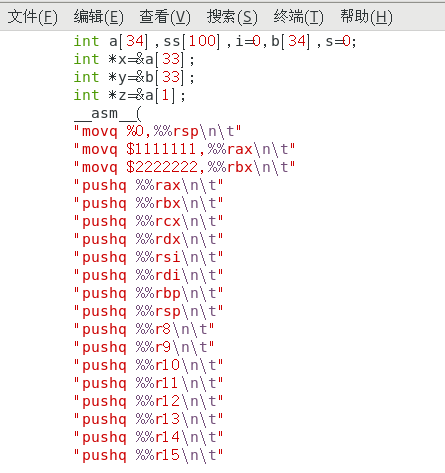 文件(F) 编辑(E) 查看(V) 搜索(S) 终端(T) 帮助(H)
int a[34],ss[100],i=0,b[34],s=0;
int *x=&a[33];
int *y=&b[33];
int *z=&a[1];
__asm__(
"movq %0,%%rsp\n\t"
"movq $1111111,%%rax\n\t"
"movq $2222222,%%rbx\n\t"
"pushq %%rax\n\t"
"pushq %%rbx\n\t"
"pushq %%rcx\n\t"
"pushq %%rdx\n\t"
"pushq %%rsi\n\t"
"pushq %%rdi\n\t"
"pushq %%rbp\n\t"
"pushq %%rsp\n\t"
"pushq %%r8\n\t"
"pushq %%r9\n\t"
"pushq %%r10\n\t"
"pushq %%r11\n\t"
"pushq %%r12\n\t"
"pushq %%r13\n\t"
"pushq %%r14\n\t"
"pushq %%r15\n\t"